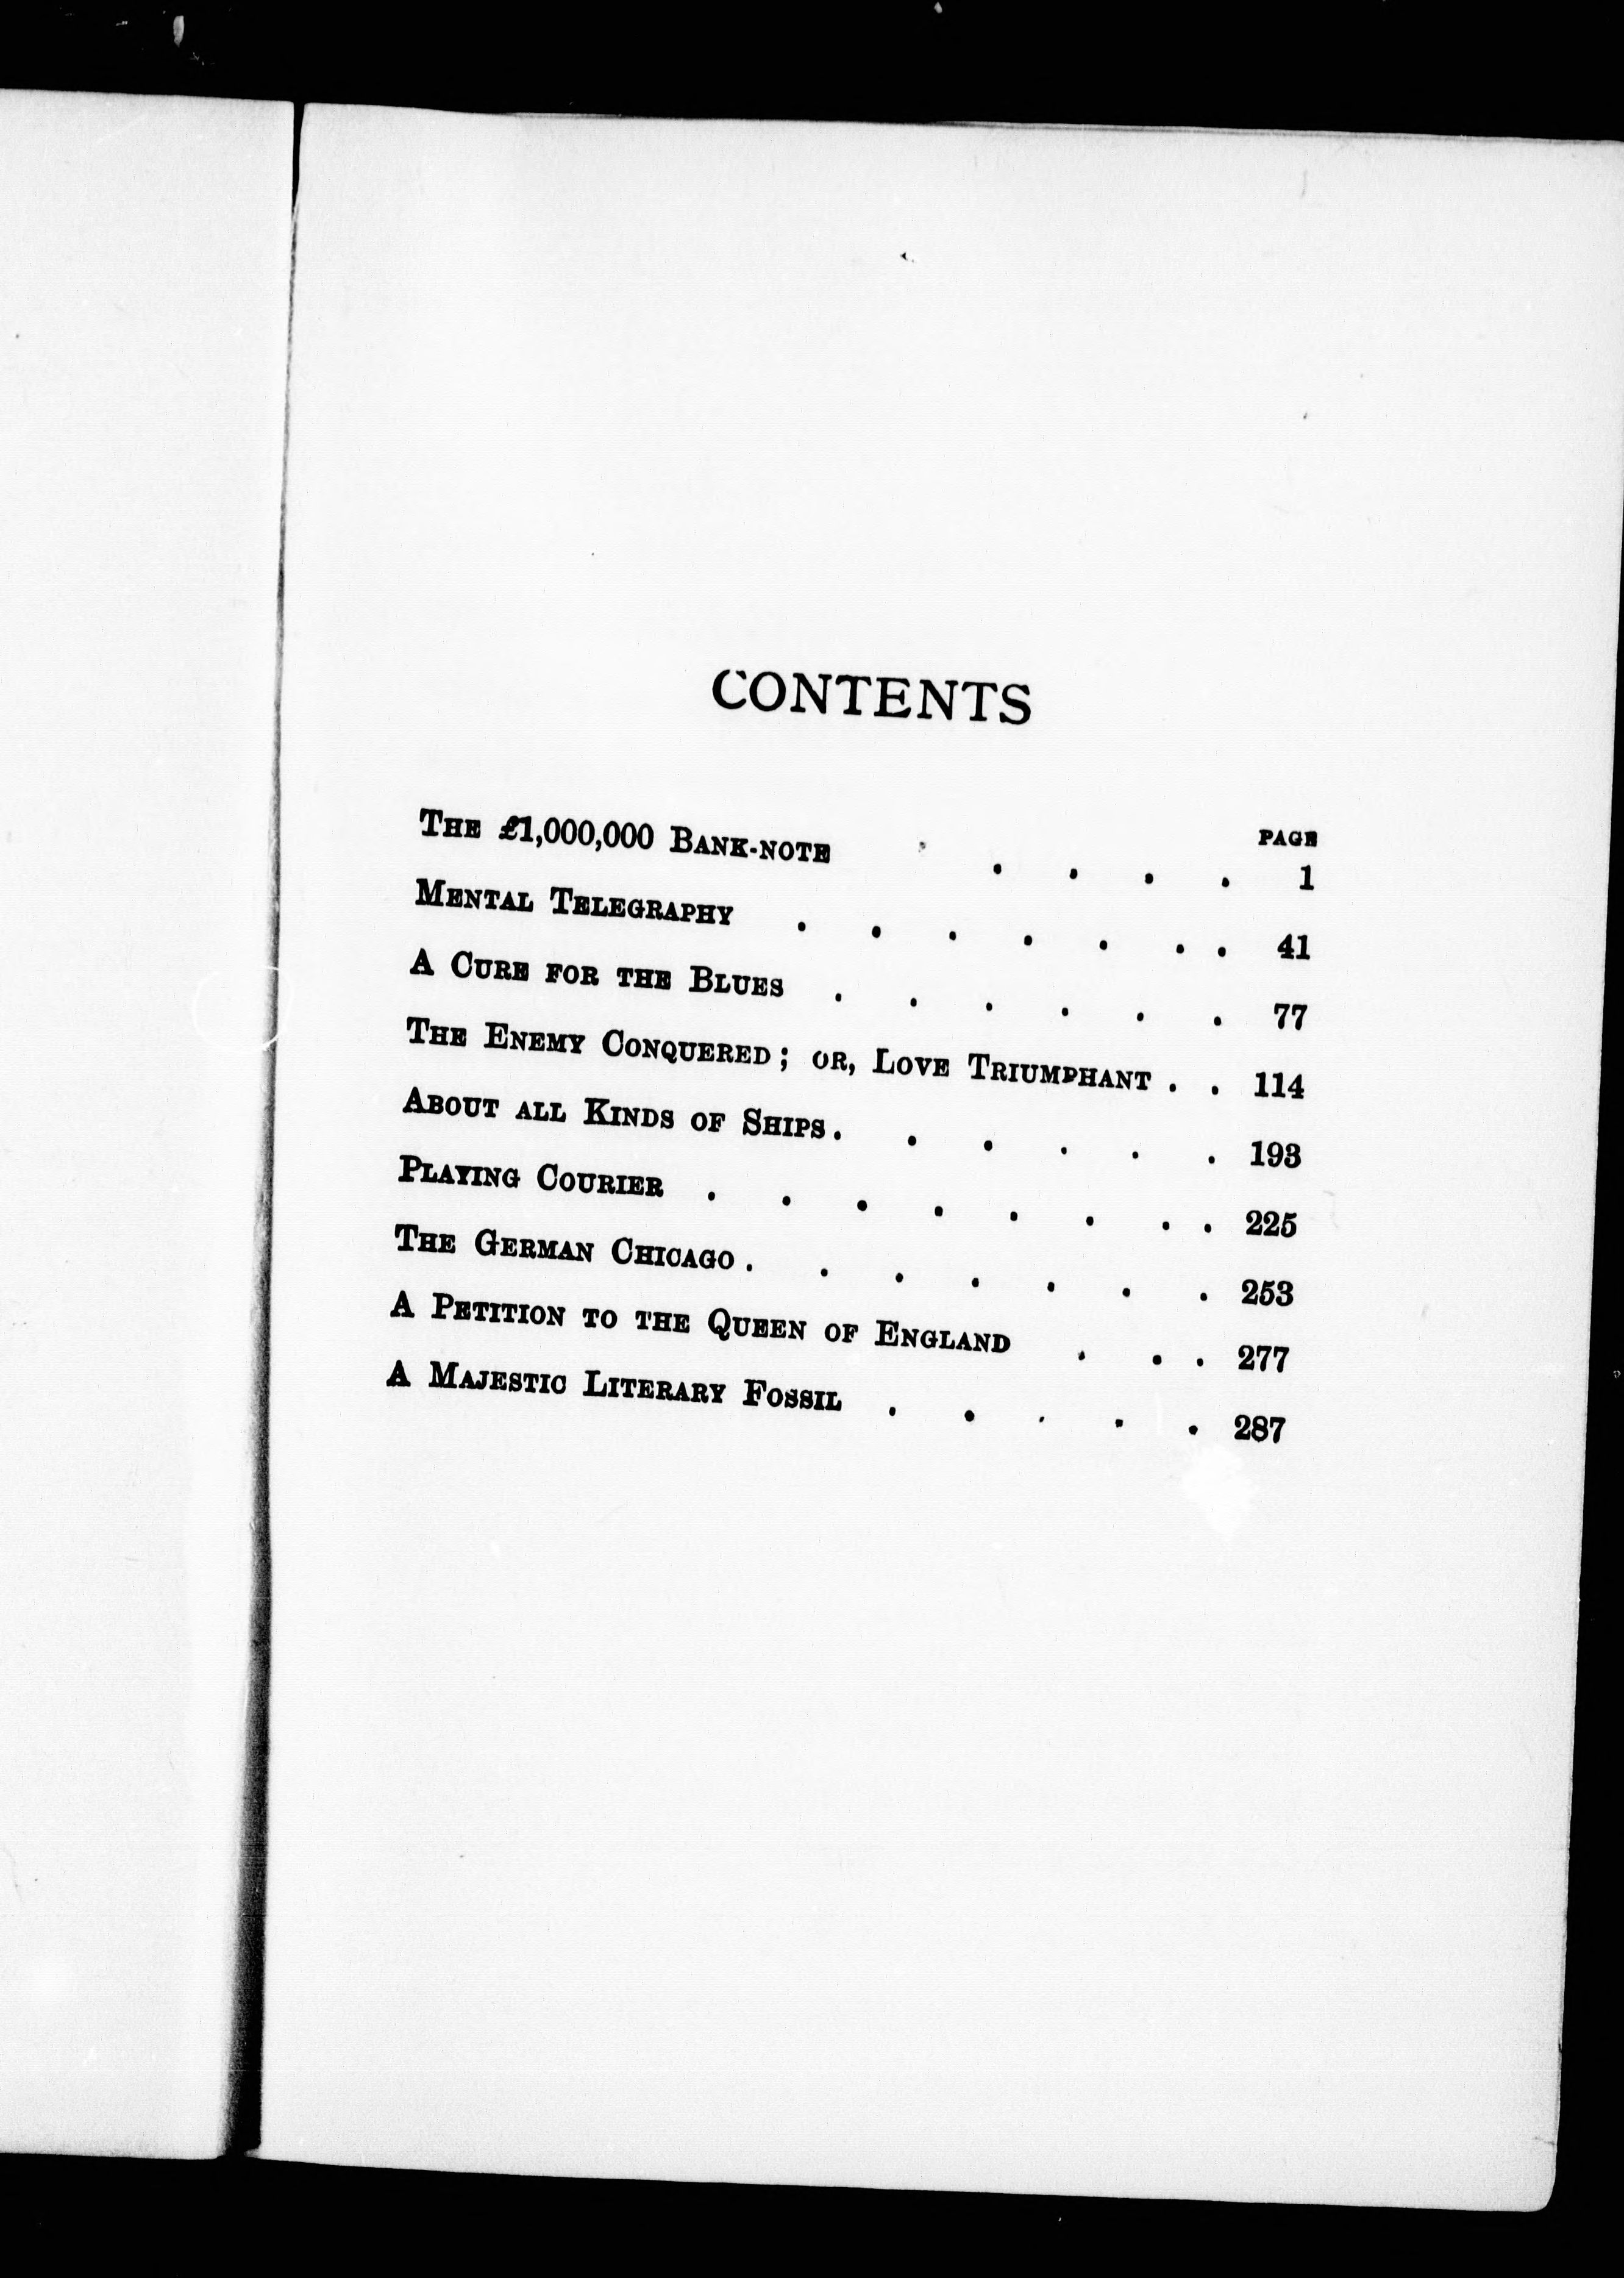 CONTENTS
PAGE
THE £1,000,000 BANK-NOTE . . . . . 1
MENTAL TELEGRAPHY . . . . . . . 41
A CURE FOR THE BLUES . . . . . . 77
THE ENEMY CONQUERED; OR, LOVE TRIUMPHANT . . 114
ABOUT ALL KINDS OF SHIPS . . . . . . 193
PLAYING COURIER . . . . . . . . 225
THE GERMAN CHICAGO . . . . . . . 253
A PETITION TO THE QUEEN OF ENGLAND . . . 277
A MAJESTIC LITERARY FOSSIL . . . . . 287